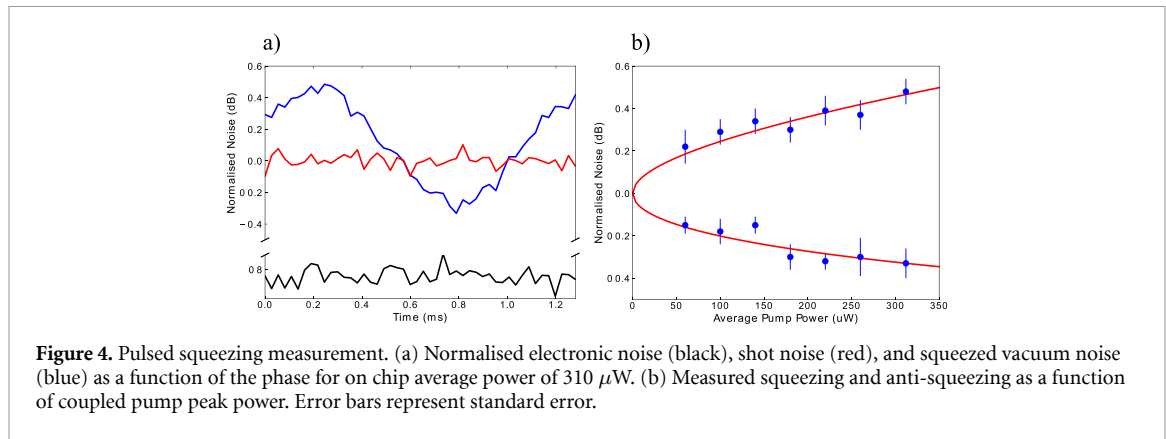 a)
b)
0.6
0.4
0.2
0.0
0 0.2
−0.4
0 8
Normalised Noise (dB)
0.0 0.2 0.4 0.6 0.8 1.0 1.2
Time (ms)
0.6
0.4
0.2
0.0
0 0.2
0 0.4
Normalised Noise (dB)
0 50 100 150 200 250 300 350
Average Pump Power (uW)
Figure 4. Pulsed squeezing measurement. (a) Normalised electronic noise (black), shot noise (red), and squeezed vacuum noise
(blue) as a function of the phase for on chip average power of 310 μW. (b) Measured squeezing and anti-squeezing as a function
of coupled pump peak power. Error bars represent standard error.